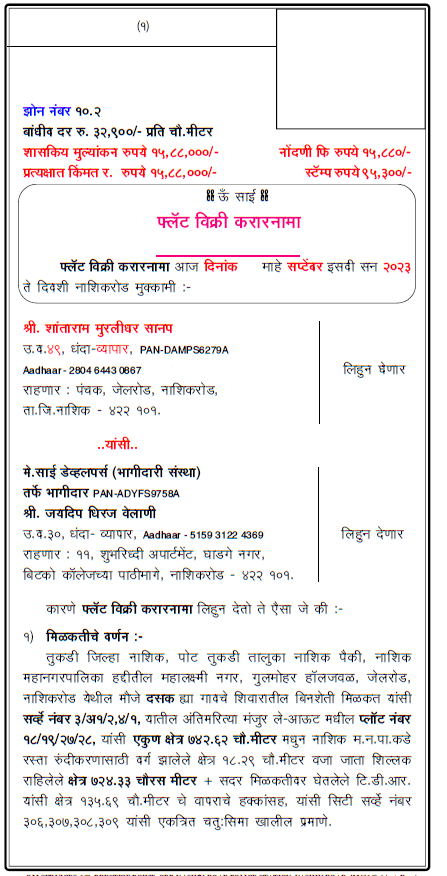 (१)
झोन नंबर १०.२
बांधीव दर रु. ३२,९००/- प्रति चौ.मीटर
शासकिय मुल्यांकन रुपये १५,८८,०००/- नोंदणी फि रुपये १५,८८०/-
प्रत्यक्षात किंमत र. रुपये १५,८८,०००/- स्टॅम्प रुपये ९५,३००/-
ॐ साई
फ्लॅट विक्री करारनामा
फ्लॅट विक्री करारनामा आज दिनांक माहे सप्टेंबर इसवी सन २०२३
ते दिवशी नाशिकरोड मुक्कामी :-
श्री. शांताराम मुरलीधर सानप
उ.व.४९, धंदा-व्यापार, PAN-DAMPS6279A
Aadhaar - 2804 6443 0867
लिहुन घेणार
राहणार : पंचक, जेलरोड, नाशिकरोड,
ता.जि.नाशिक - ४२२ १०१.
..यांसी..
मे.साई डेव्हलपर्स (भागीदारी संस्था)
तर्फे भागीदार PAN-ADYFS9758A
श्री. जयदिप धिरज वेलाणी
उ.व.३०, धंदा- व्यापार, Aadhaar - 5159 3122 4369 लिहुन देणार
राहणार : ११, शुभरिध्दी अपार्टमेंट, घाडगे नगर,
बिटको कॉलेजच्या पाठीमागे, नाशिकरोड - ४२२ १०१.
कारणे फ्लॅट विक्री करारनामा लिहुन देतो ते ऐसा जे की :-
१) मिळकतीचे वर्णन :-
तुकडी जिल्हा नाशिक, पोट तुकडी तालुका नाशिक पैकी, नाशिक
महानगरपालिका हद्दीतील महालक्ष्मी नगर, गुलमोहर हॉलजवळ, जेलरोड,
नाशिकरोड येथील मौजे दसक ह्या गावचे शिवारातील बिनशेती मिळकत यांसी
सर्व्हे नंबर ३/अ१/२,४/१, यातील अंतिमरित्या मंजुर ले-आऊट मधील प्लॉट नंबर
१८/१९/२७/२८, यांसी एकुण क्षेत्र ७४२.६२ चौ.मीटर मधुन नाशिक म.न.पा.कडे
रस्ता रुंदीकरणासाठी वर्ग झालेले क्षेत्र १८.२९ चौ.मीटर वजा जाता शिल्लक
राहिलेले क्षेत्र ७२४.३३ चौरस मीटर + सदर मिळकतीवर घेतलेले टि.डी.आर.
यांसी क्षेत्र १३५.६९ चौ.मीटर चे वापराचे हक्कांसह, यांसी सिटी सर्व्हे नंबर
३०६,३०७,३०८,३०९ यांसी एकत्रित चतु:सिमा खालील प्रमाणे.